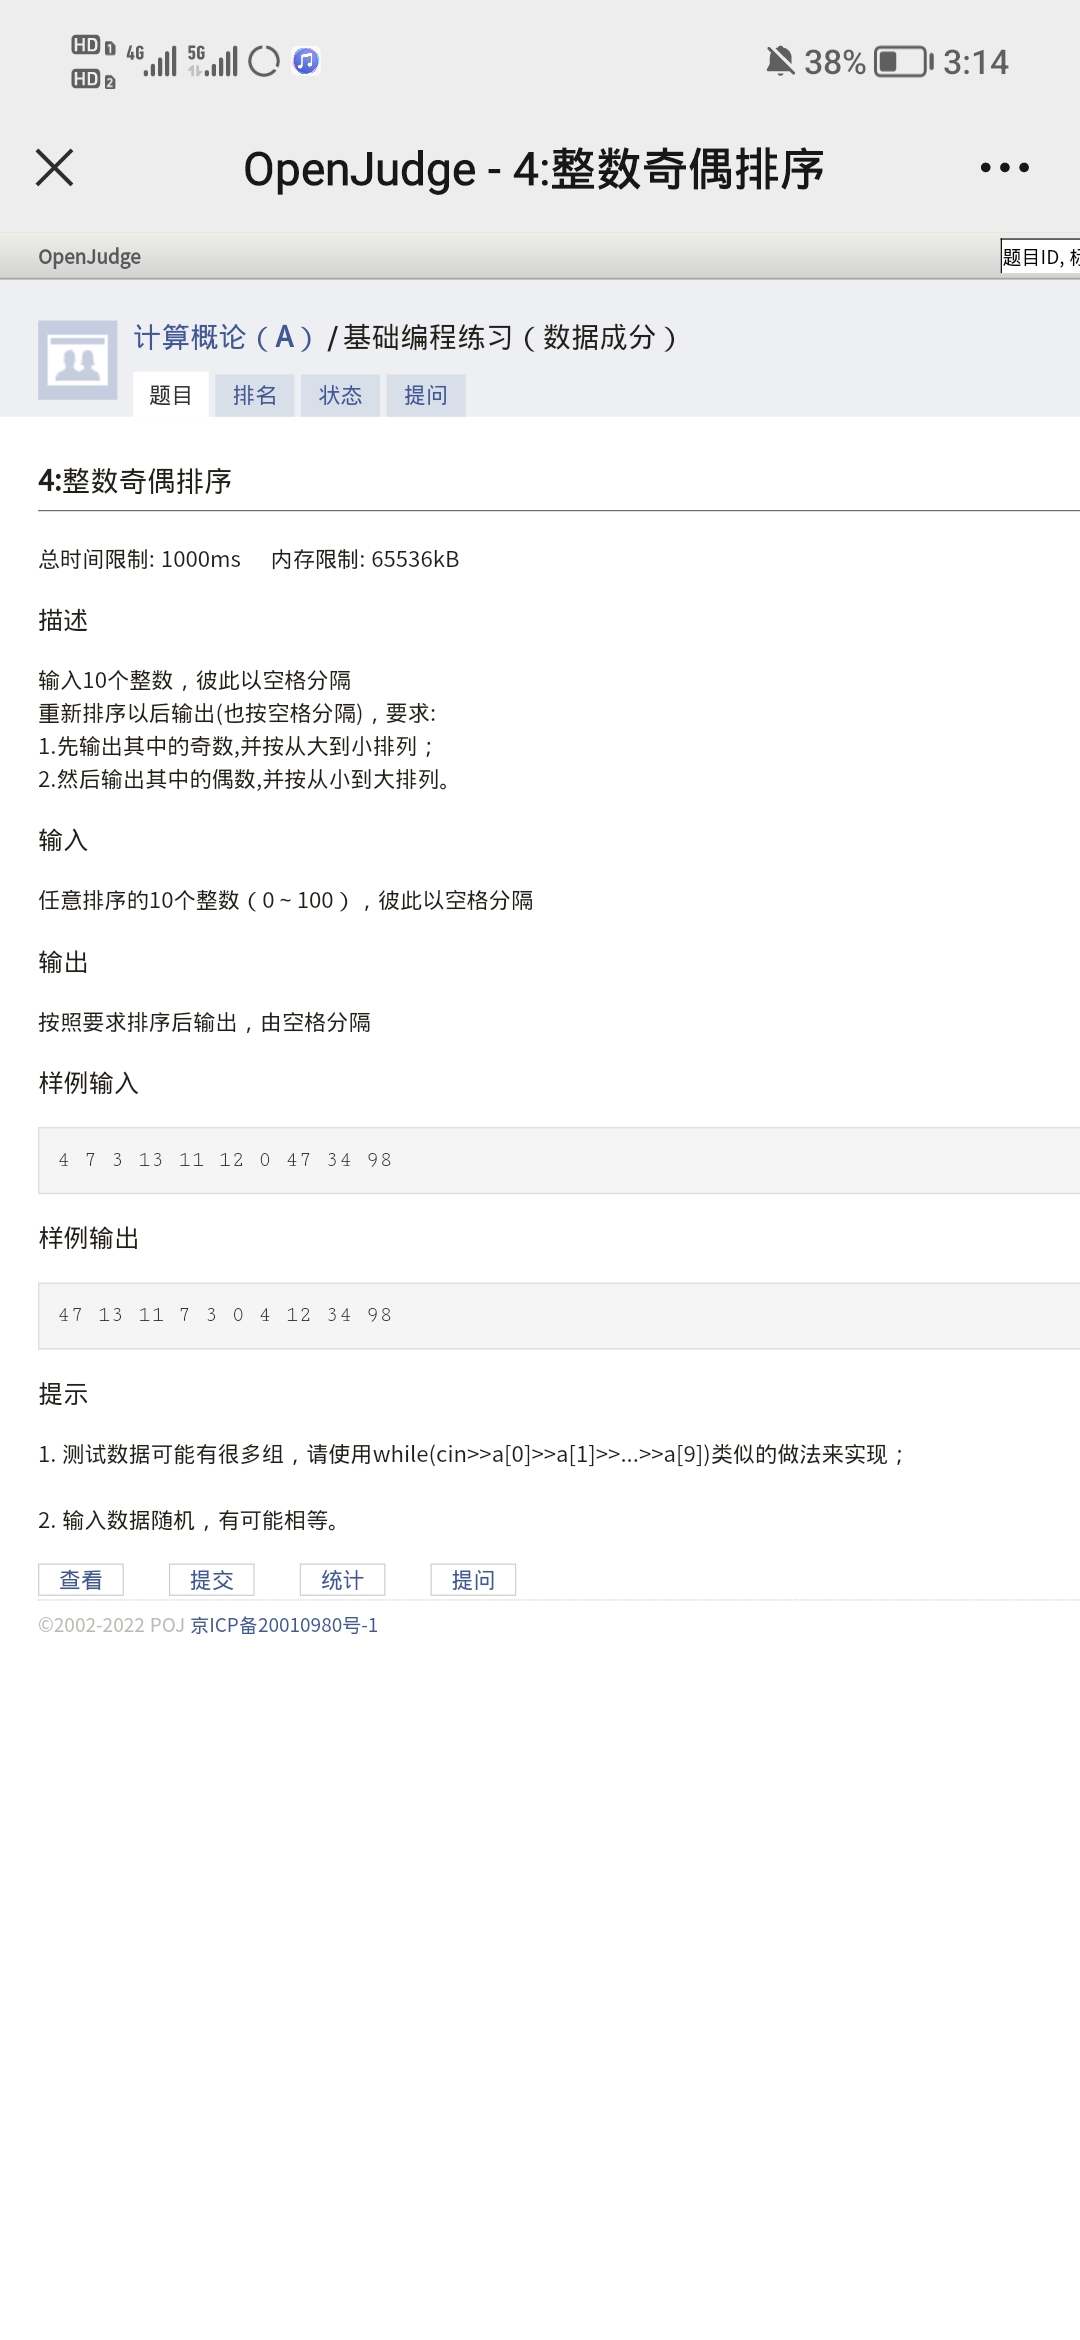 HD 1 4G 5G 38% 3:14
HD 2
OpenJudge - 4:整数奇偶排序
OpenJudge 题目ID, 标
计算概论（A） / 基础编程练习（数据成分）
题目 排名 状态 提问
4:整数奇偶排序
总时间限制: 1000ms 内存限制: 65536kB
描述
输入10个整数，彼此以空格分隔
重新排序以后输出(也按空格分隔)，要求:
1.先输出其中的奇数,并按从大到小排列；
2.然后输出其中的偶数,并按从小到大排列。
输入
任意排序的10个整数（0～100），彼此以空格分隔
输出
按照要求排序后输出，由空格分隔
样例输入
4 7 3 13 11 12 0 47 34 98
样例输出
47 13 11 7 3 0 4 12 34 98
提示
1. 测试数据可能有很多组，请使用while(cin>>a[0]>>a[1]>>...>>a[9])类似的做法来实现；
2. 输入数据随机，有可能相等。
查看 提交 统计 提问
©2002-2022 POJ 京ICP备20010980号-1